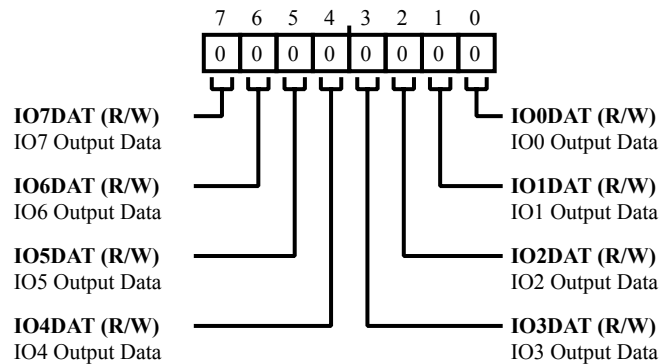 7 6 5 4 3 2 1 0
0 0 0 0 0 0 0 0
IO7DAT (R/W)
IO7 Output Data
IO6DAT (R/W)
IO6 Output Data
IO5DAT (R/W)
IO5 Output Data
IO4DAT (R/W)
IO4 Output Data
IO0DAT (R/W)
IO0 Output Data
IO1DAT (R/W)
IO1 Output Data
IO2DAT (R/W)
IO2 Output Data
IO3DAT (R/W)
IO3 Output Data